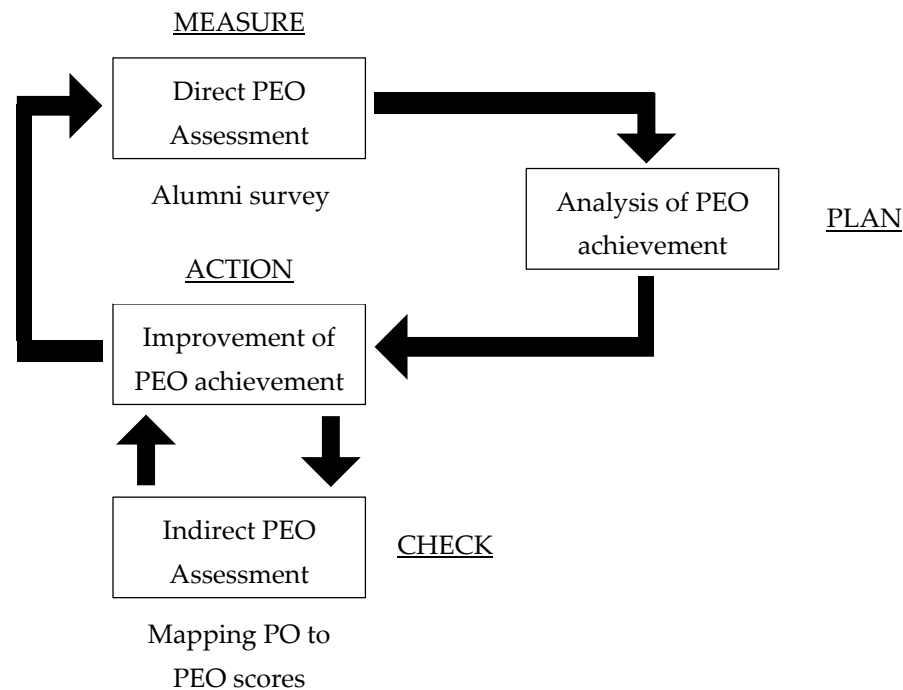 MEASURE
Direct PEO
Assessment
Alumni survey
Analysis of PEO
achievement
PLAN
ACTION
Improvement of
PEO achievement
Indirect PEO
Assessment
CHECK
Mapping PO to
PEO scores